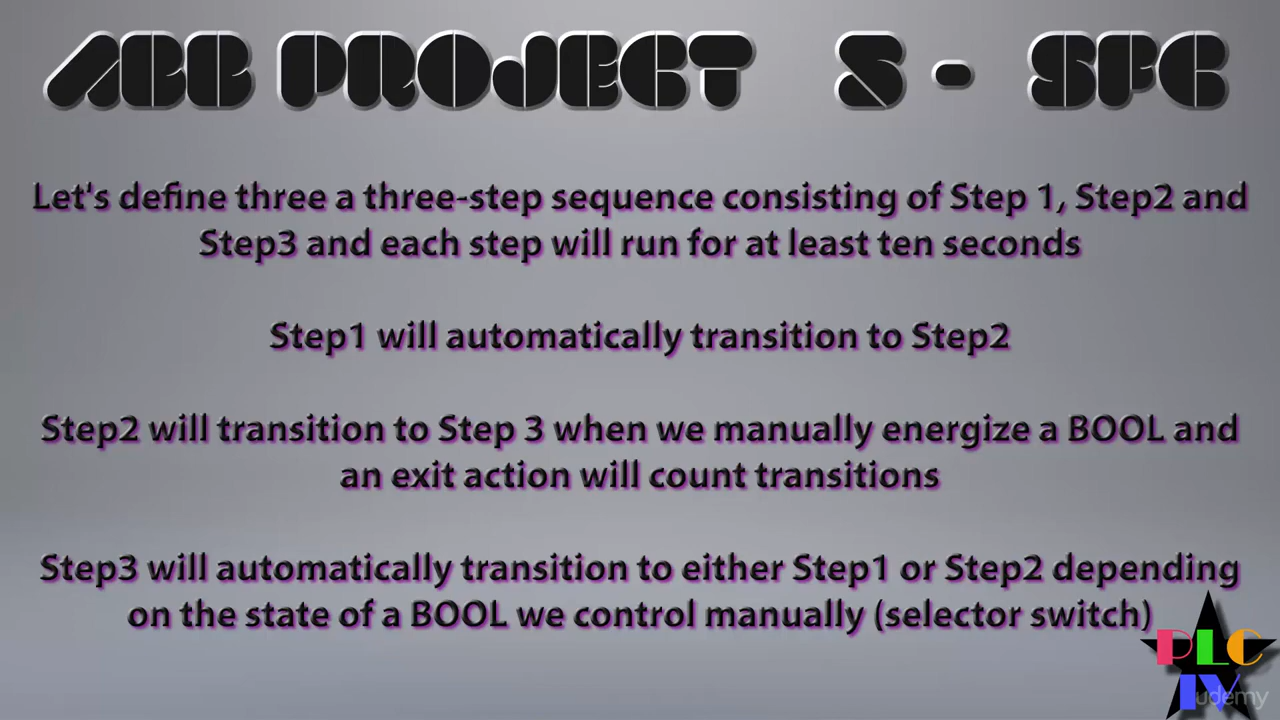 ABB PROJECT 5 - SFC
Let's define three a three-step sequence consisting of Step 1, Step2 and
Step3 and each step will run for at least ten seconds
Step1 will automatically transition to Step2
Step2 will transition to Step 3 when we manually energize a BOOL and
an exit action will count transitions
Step3 will automatically transition to either Step1 or Step2 depending
on the state of a BOOL we control manually (selector switch)
PLC
IV
udemy